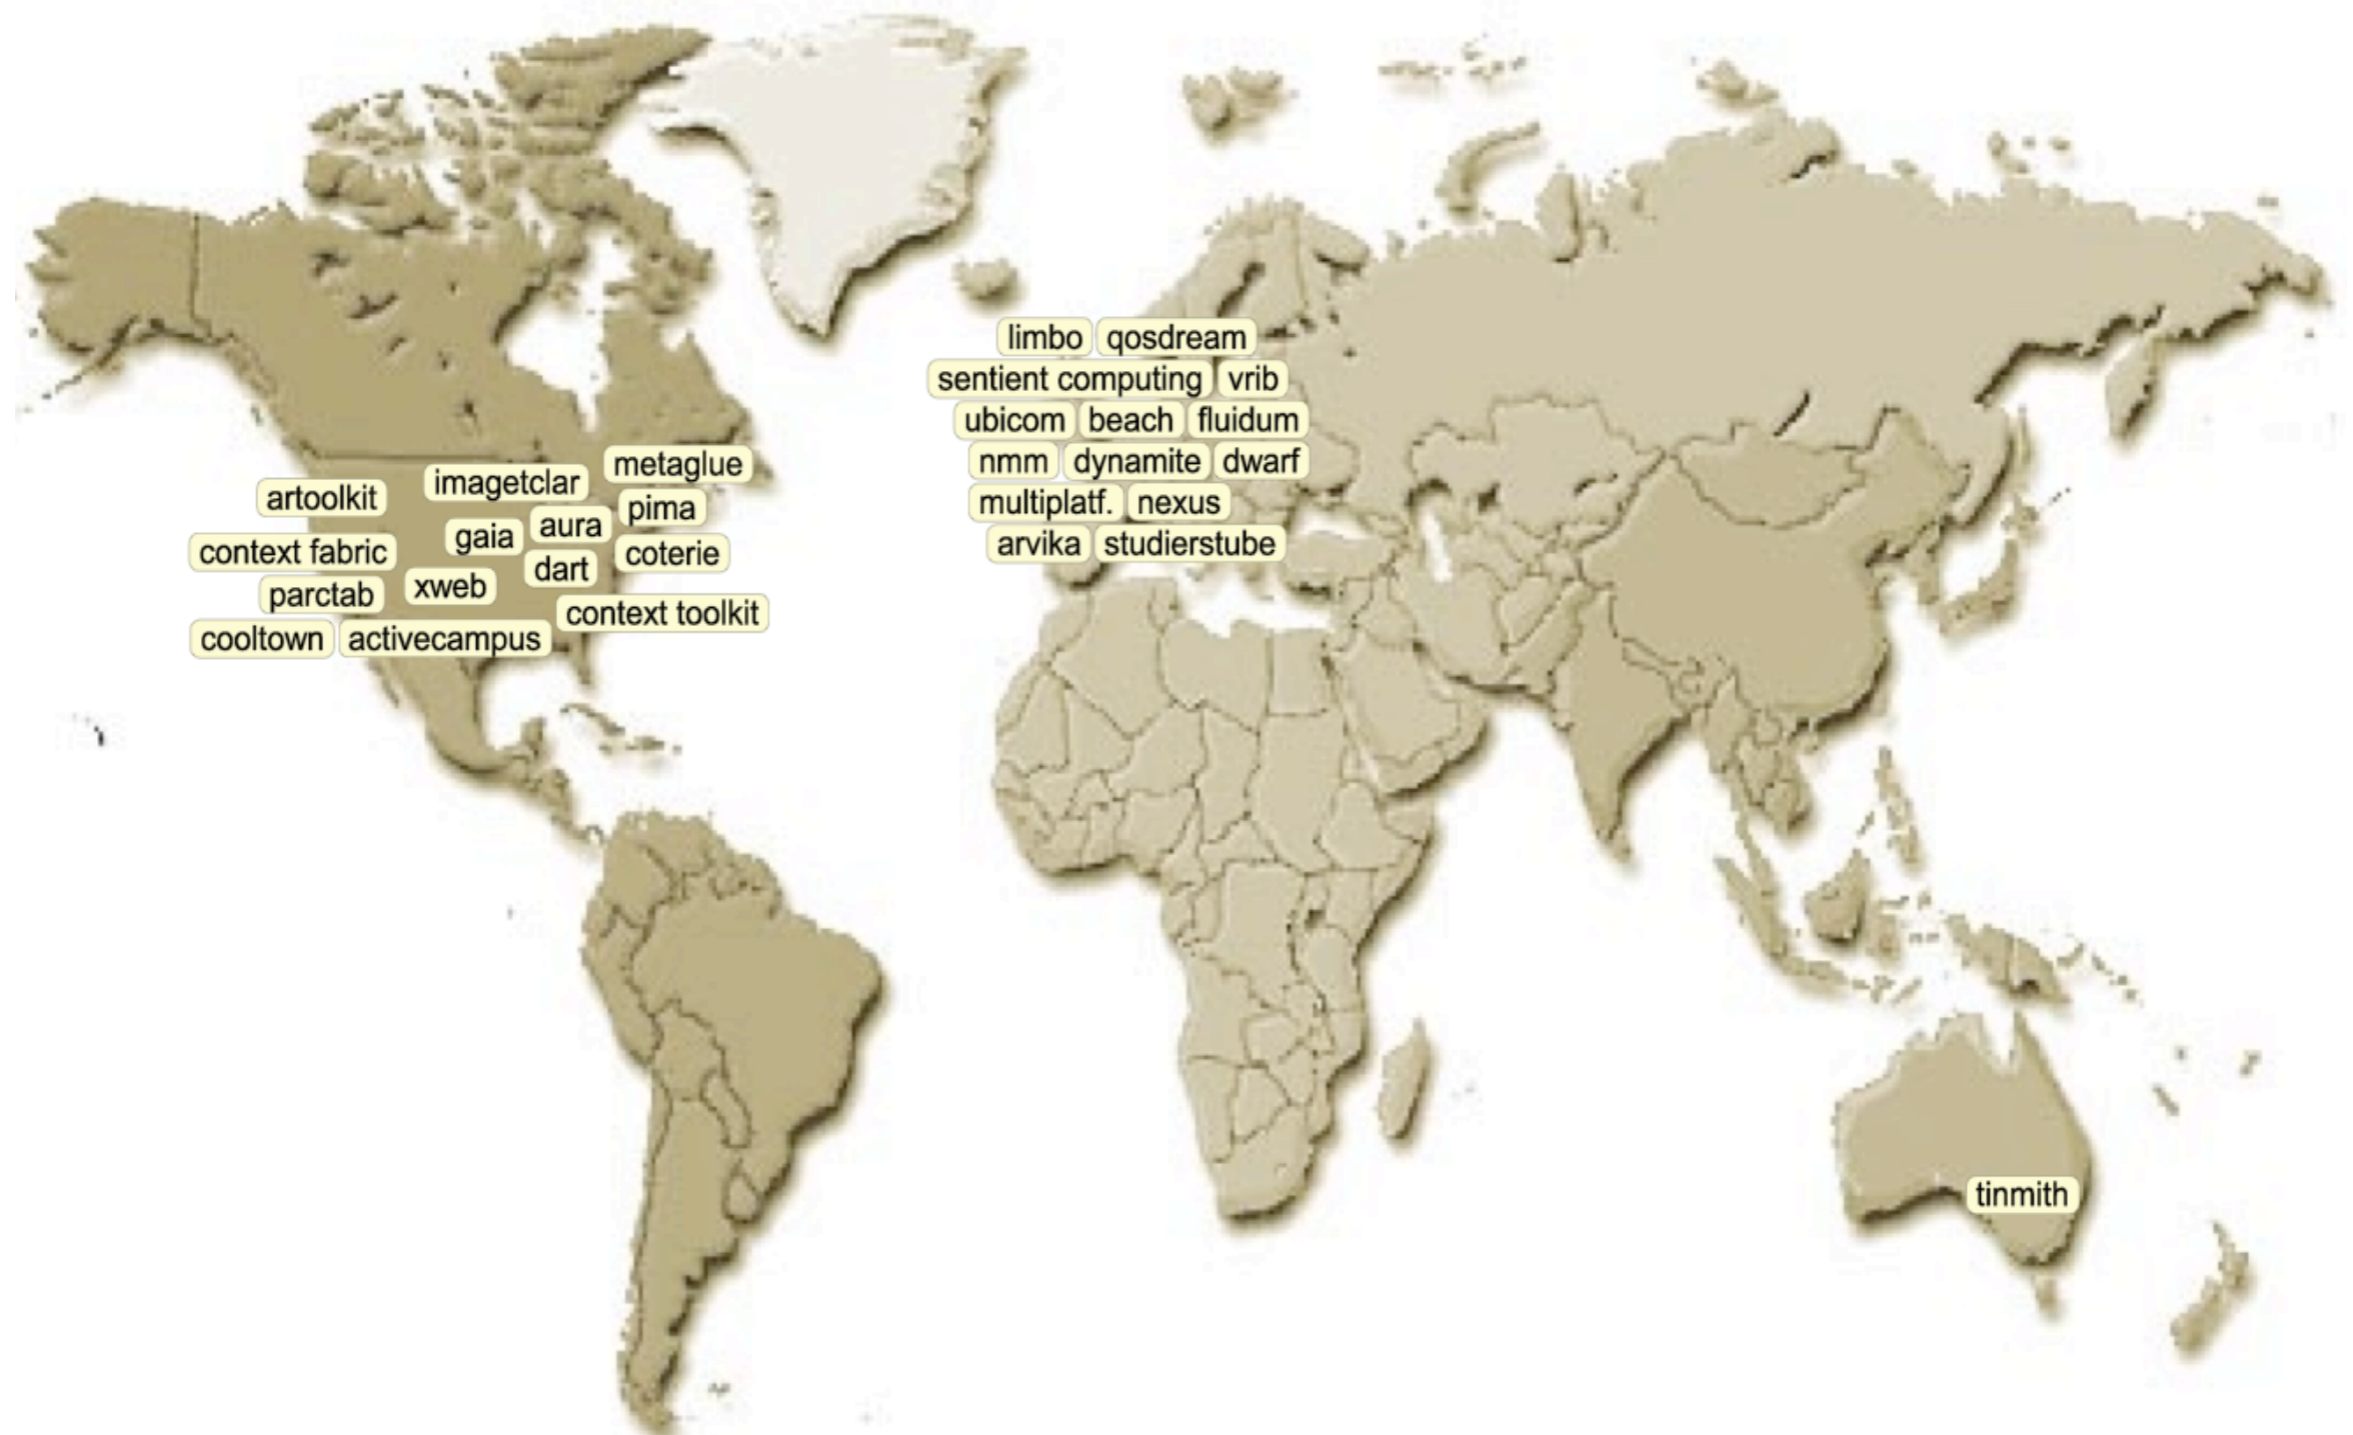 metaglue
imagetclar
artoolkit
pima
aura
gaia
context fabric
coterie
dart
xweb
parctab
context toolkit
cooltown activecampus
limbo qosdream
sentient computing vrib
ubicom beach fluidum
nmm dynamite dwarf
multiplatf. nexus
arvika studierstube
tinmith